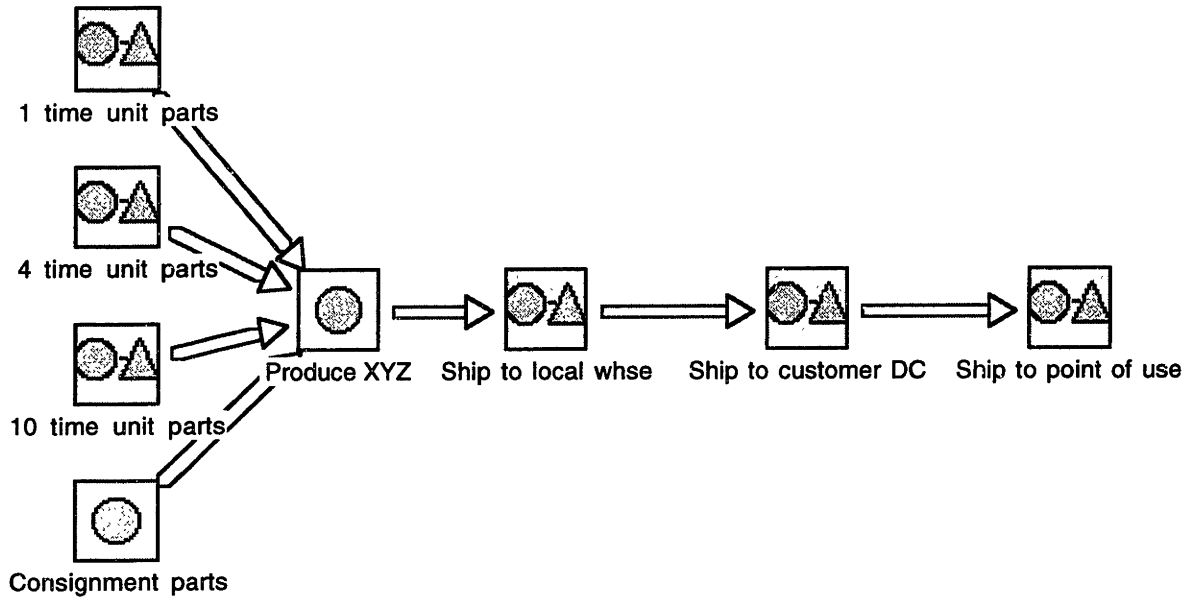 1 time unit parts
4 time unit parts
10 time unit parts
Consignment parts
Produce XYZ
Ship to local whse
Ship to customer DC
Ship to point of use